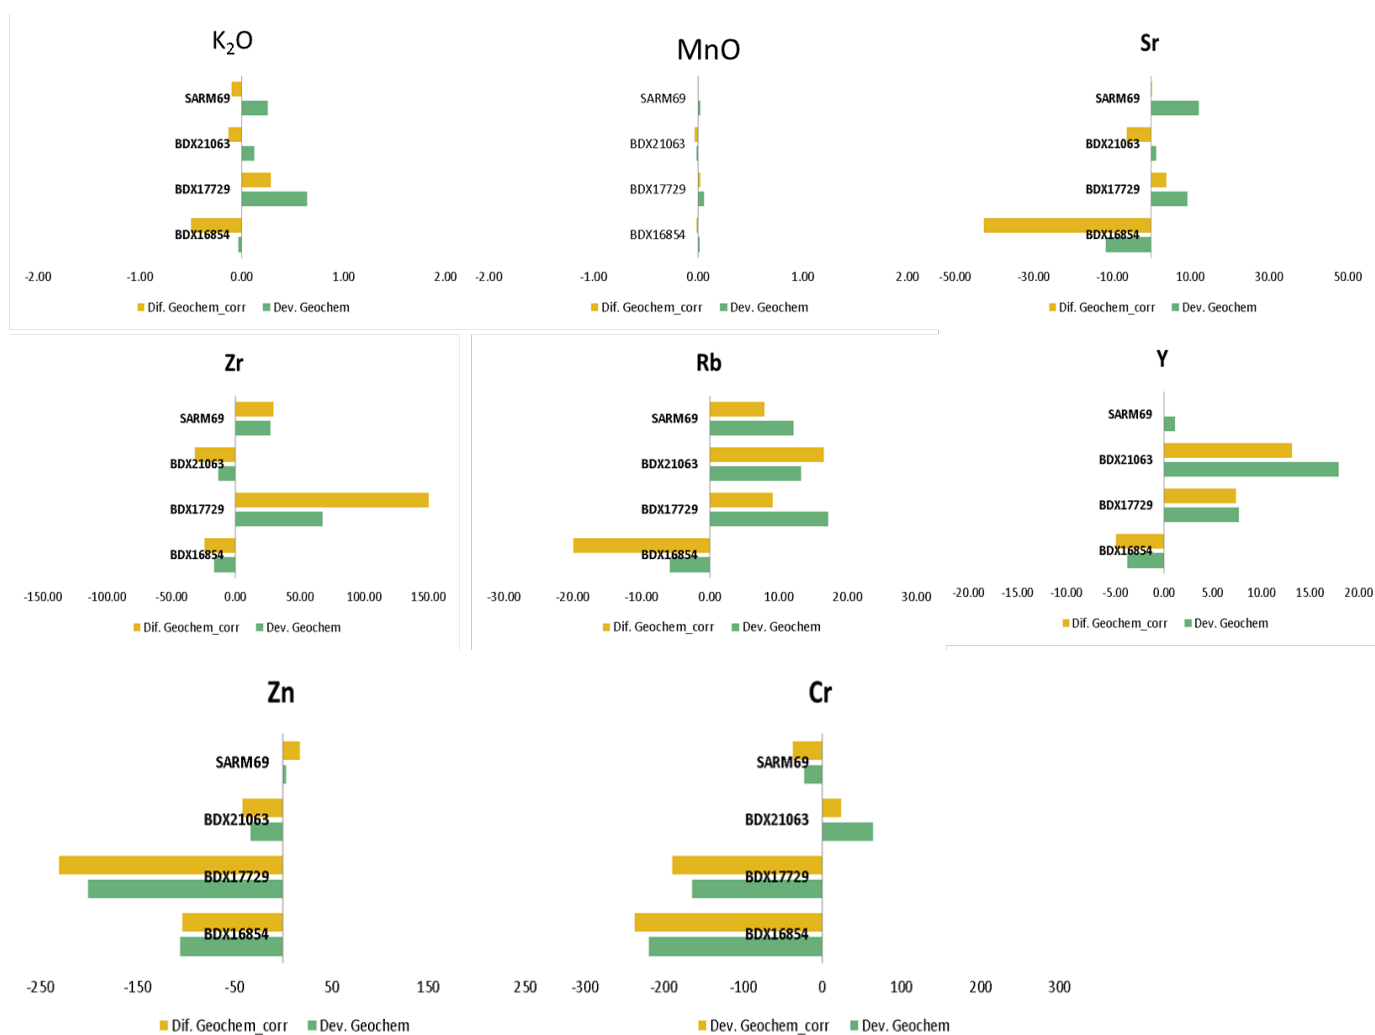 K₂O
SARM69
BDX21063
BDX17729
BDX16854
-2.00 -1.00 0.00 1.00 2.00
Dif. Geochem_corr Dev. Geochem
MnO
SARM69
BDX21063
BDX17729
BDX16854
-2.00 -1.00 0.00 1.00 2.00
Dif. Geochem_corr Dev. Geochem
Sr
SARM69
BDX21063
BDX17729
BDX16854
-50.00 -30.00 -10.00 10.00 30.00 50.00
Dif. Geochem_corr Dev. Geochem
Zr
SARM69
BDX21063
BDX17729
BDX16854
-150.00 -100.00 -50.00 0.00 50.00 100.00 150.00
Dif. Geochem_corr Dev. Geochem
Rb
SARM69
BDX21063
BDX17729
BDX16854
-30.00 -20.00 -10.00 0.00 10.00 20.00 30.00
Dif. Geochem_corr Dev. Geochem
Y
SARM69
BDX21063
BDX17729
BDX16854
-20.00 -15.00 -10.00 -5.00 0.00 5.00 10.00 15.00 20.00
Dif. Geochem_corr Dev. Geochem
Zn
SARM69
BDX21063
BDX17729
BDX16854
-250 -150 -50 50 150 250
Dif. Geochem_corr Dev. Geochem
Cr
SARM69
BDX21063
BDX17729
BDX16854
-300 -200 -100 0 100 200 300
Dev. Geochem_corr Dev. Geochem